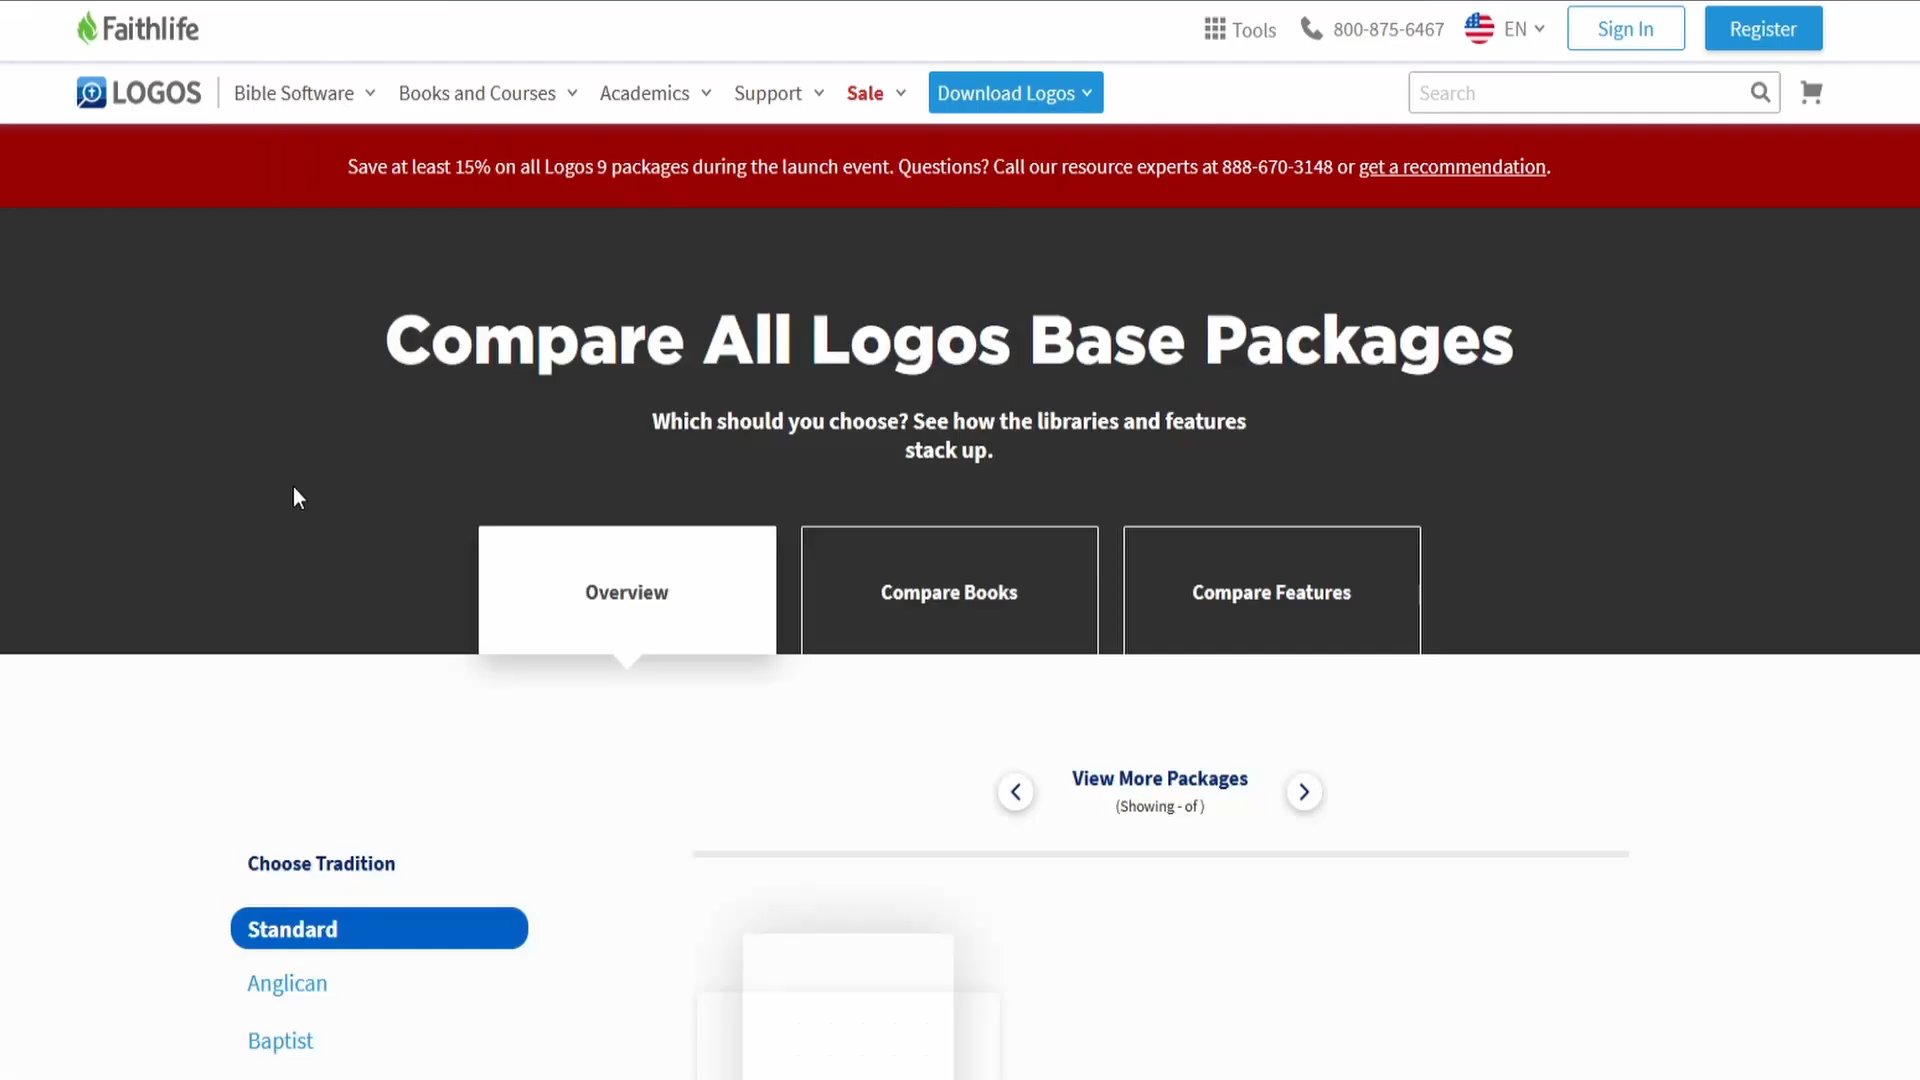 Faithlife
Tools
800-875-6467
EN
Sign In
Register
LOGOS
Bible Software
Books and Courses
Academics
Support
Sale
Download Logos
Search
Save at least 15% on all Logos 9 packages during the launch event. Questions? Call our resource experts at 888-670-3148 or get a recommendation.
Compare All Logos Base Packages
Which should you choose? See how the libraries and features
stack up.
Overview
Compare Books
Compare Features
View More Packages
(Showing - of )
Choose Tradition
Standard
Anglican
Baptist